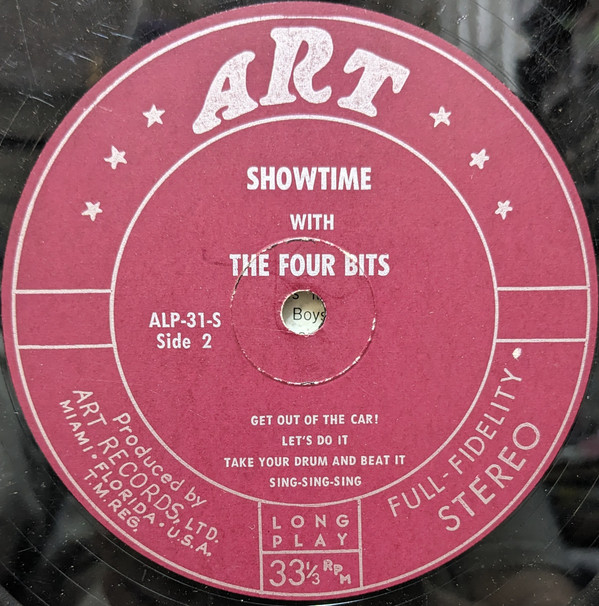 ART
SHOWTIME
WITH
THE FOUR BITS
ALP-31-S
Side 2
Boys
GET OUT OF THE CAR!
LET'S DO IT
TAKE YOUR DRUM AND BEAT IT
SING-SING-SING
Produced by
ART RECORDS, LTD.
MIAMI • FLORIDA • U.S.A.
T.M. REG.
LONG
PLAY
33⅓ RPM
FULL-FIDELITY •
STEREO